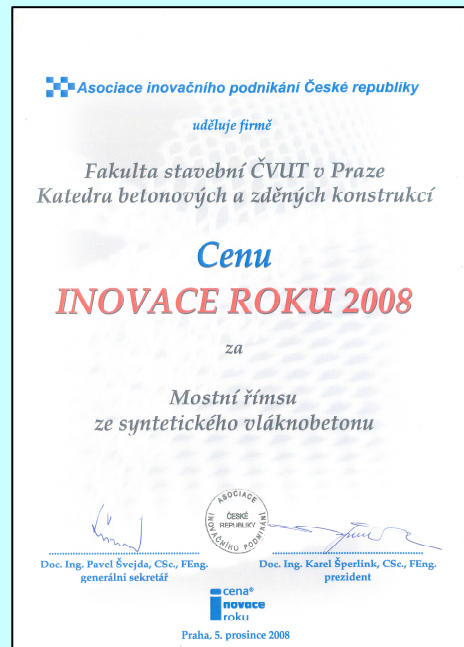 Asociace inovačního podnikání České republiky
uděluje firmě
Fakulta stavební ČVUT v Praze
Katedra betonových a zděných konstrukcí
Cenu
INOVACE ROKU 2008
za
Mostní římsu
ze syntetického vláknobetonu
ASOCIACE
INOVAČNÍHO PODNIKÁNÍ
ČESKÉ
REPUBLIKY
Doc. Ing. Pavel Švejda, CSc., FEng.
generální sekretář
Doc. Ing. Karel Šperlink, CSc., FEng.
prezident
cena®
inovace
roku
Praha, 5. prosince 2008